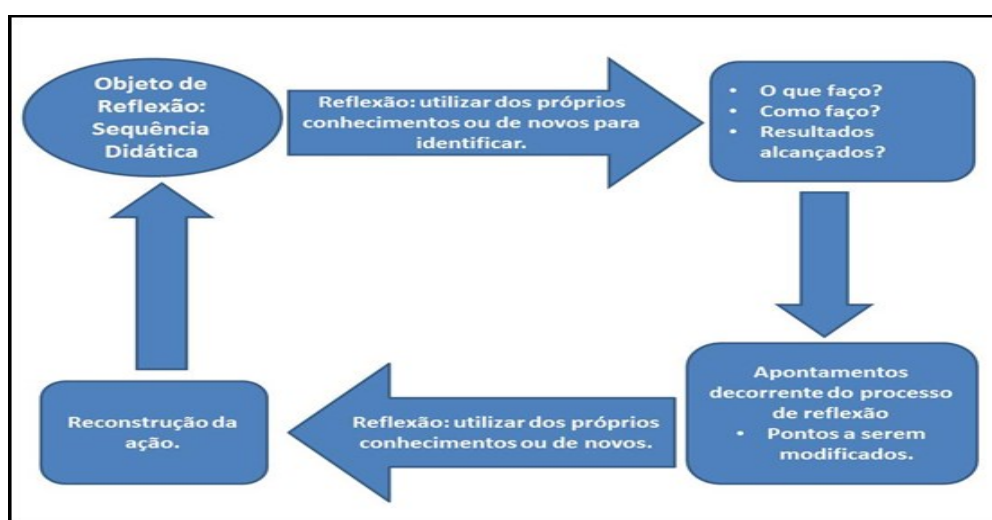 Objeto de
Reflexão:
Sequência
Didática
Reflexão: utilizar dos próprios
conhecimentos ou de novos para
identificar.
• O que faço?
• Como faço?
• Resultados
alcançados?
Apontamentos
decorrente do processo
de reflexão
• Pontos a serem
modificados.
Reflexão: utilizar dos próprios
conhecimentos ou de novos.
Reconstrução da
ação.